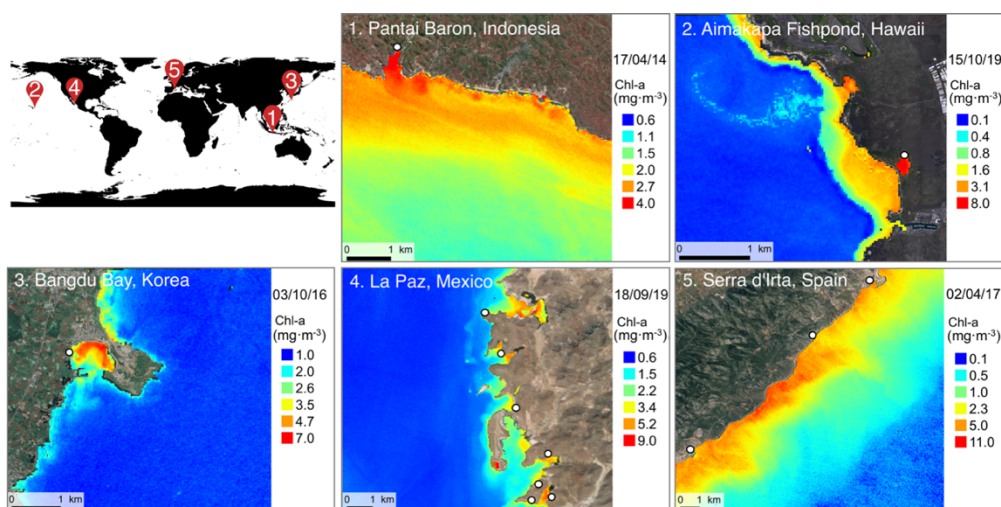 5
3
4
2
1
1. Pantai Baron, Indonesia
17/04/14
Chl-a
(mg·m⁻³)
0.6
1.1
1.5
2.0
2.7
4.0
0 1 km
2. Aimakapa Fishpond, Hawaii
15/10/19
Chl-a
(mg·m⁻³)
0.1
0.4
0.8
1.6
3.1
8.0
0 1 km
3. Bangdu Bay, Korea
03/10/16
Chl-a
(mg·m⁻³)
1.0
2.0
2.6
3.5
4.7
7.0
0 1 km
4. La Paz, Mexico
18/09/19
Chl-a
(mg·m⁻³)
0.6
1.5
2.2
3.4
5.2
9.0
0 1 km
5. Serra d'Irta, Spain
02/04/17
Chl-a
(mg·m⁻³)
0.1
0.5
1.0
2.3
5.0
11.0
0 1 km